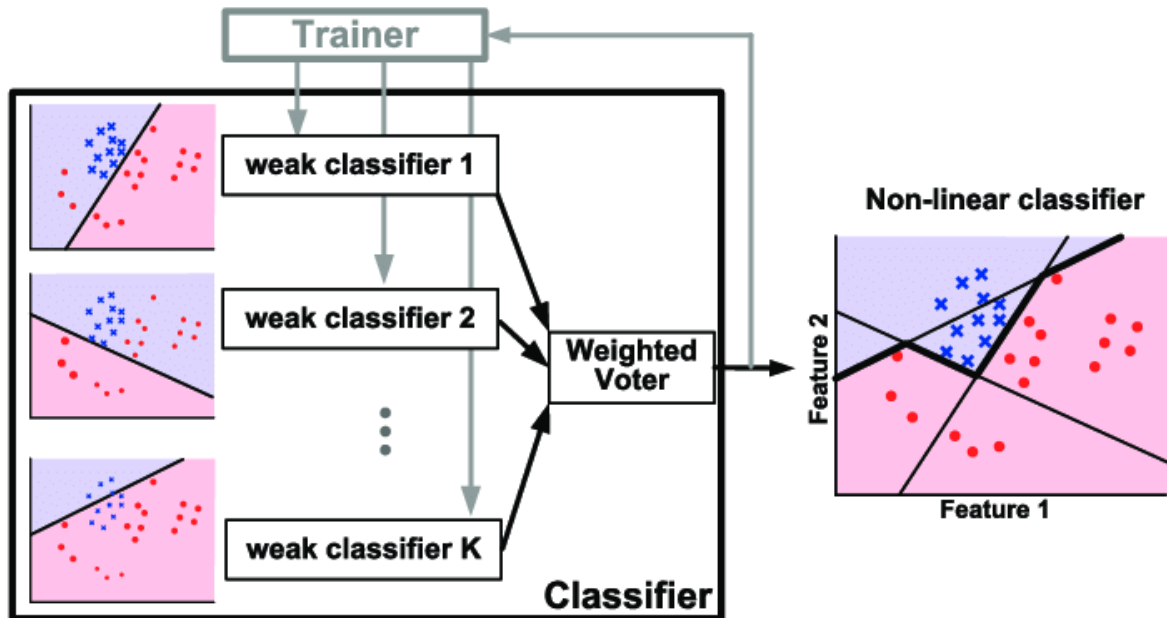 Trainer
weak classifier 1
weak classifier 2
weak classifier K
Weighted
Voter
Classifier
Non-linear classifier
Feature 2
Feature 1